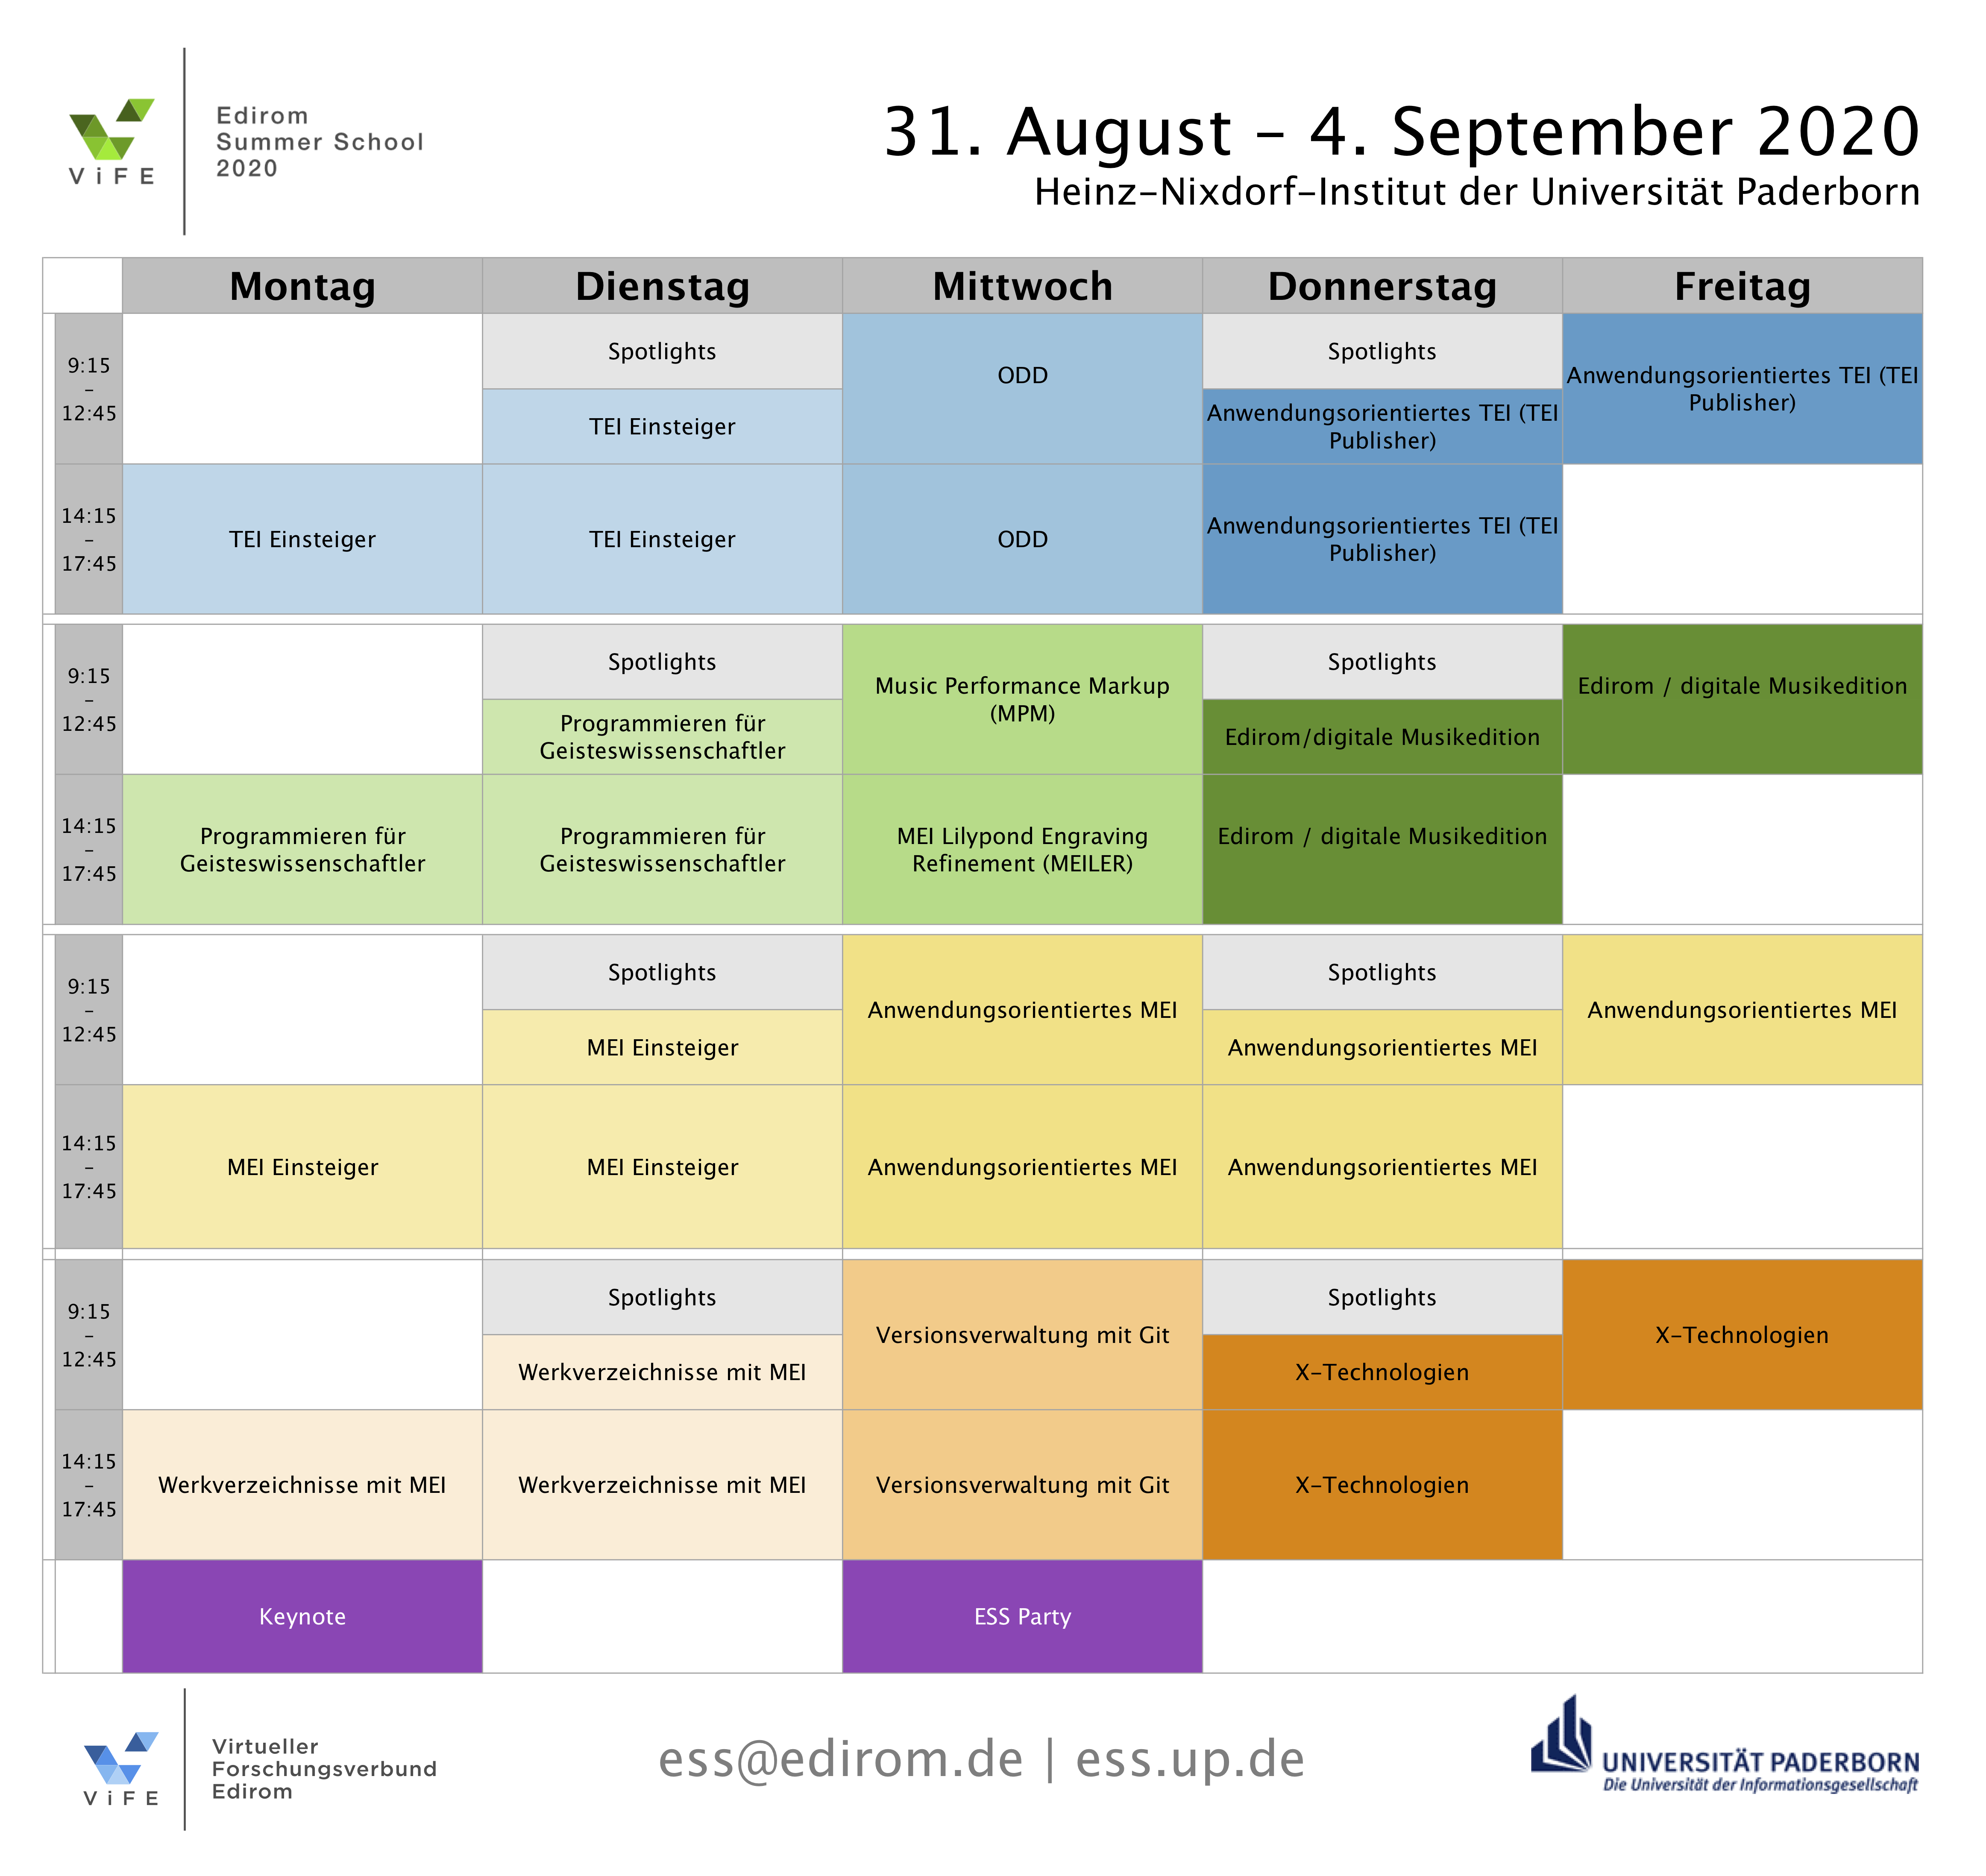 Edirom
Summer School
2020
ViFE
31. August – 4. September 2020
Heinz-Nixdorf-Institut der Universität Paderborn
Montag
Dienstag
Mittwoch
Donnerstag
Freitag
9:15
–
12:45
Spotlights
TEI Einsteiger
ODD
Spotlights
Anwendungsorientiertes TEI (TEI
Publisher)
Anwendungsorientiertes TEI (TEI
Publisher)
14:15
–
17:45
TEI Einsteiger
TEI Einsteiger
ODD
Anwendungsorientiertes TEI (TEI
Publisher)
9:15
–
12:45
Spotlights
Programmieren für
Geisteswissenschaftler
Music Performance Markup
(MPM)
Spotlights
Edirom/digitale Musikedition
Edirom / digitale Musikedition
14:15
–
17:45
Programmieren für
Geisteswissenschaftler
Programmieren für
Geisteswissenschaftler
MEI Lilypond Engraving
Refinement (MEILER)
Edirom / digitale Musikedition
9:15
–
12:45
Spotlights
MEI Einsteiger
Anwendungsorientiertes MEI
Spotlights
Anwendungsorientiertes MEI
Anwendungsorientiertes MEI
14:15
–
17:45
MEI Einsteiger
MEI Einsteiger
Anwendungsorientiertes MEI
Anwendungsorientiertes MEI
9:15
–
12:45
Spotlights
Werkverzeichnisse mit MEI
Versionsverwaltung mit Git
Spotlights
X-Technologien
X-Technologien
14:15
–
17:45
Werkverzeichnisse mit MEI
Werkverzeichnisse mit MEI
Versionsverwaltung mit Git
X-Technologien
Keynote
ESS Party
ViFE
Virtueller
Forschungsverbund
Edirom
ess@edirom.de | ess.up.de
UNIVERSITÄT PADERBORN
Die Universität der Informationsgesellschaft